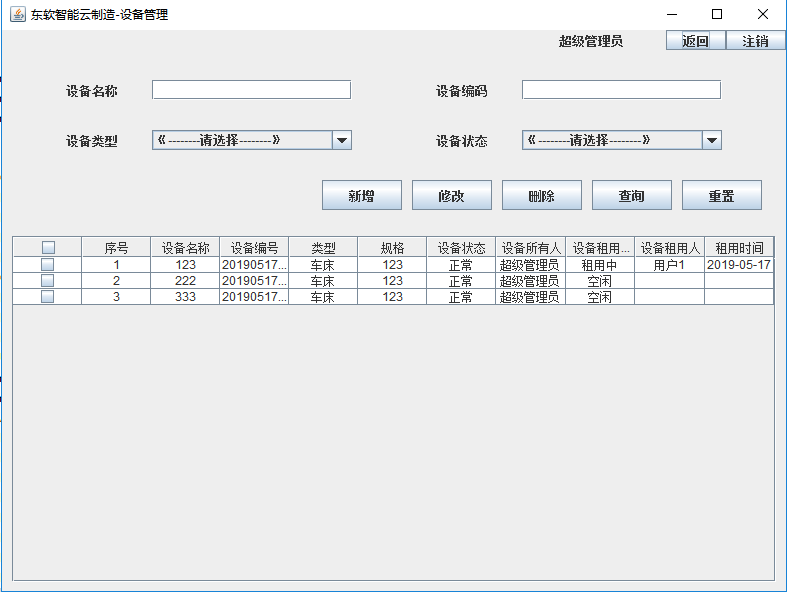 东软智能云制造-设备管理
超级管理员 返回 注销
设备名称 设备编码
设备类型 《--------请选择--------》 设备状态 《--------请选择--------》
新增 修改 删除 查询 重置
序号 设备名称 设备编号 类型 规格 设备状态 设备所有人 设备租用... 设备租用人 租用时间
1 123 20190517... 车床 123 正常 超级管理员 租用中 用户1 2019-05-17
2 222 20190517... 车床 123 正常 超级管理员 空闲
3 333 20190517... 车床 123 正常 超级管理员 空闲